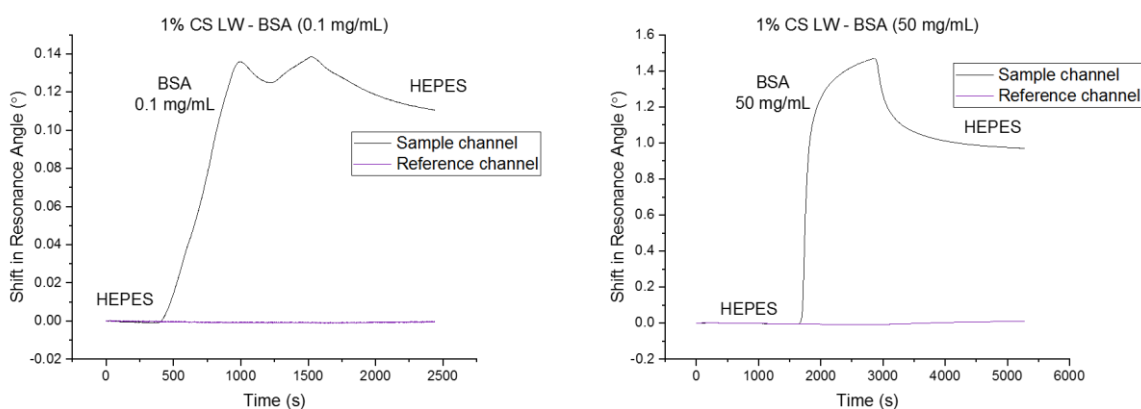 1% CS LW - BSA (0.1 mg/mL)
Shift in Resonance Angle (°)
0.14
0.12
0.10
0.08
0.06
0.04
0.02
0.00
-0.02
BSA
0.1 mg/mL
HEPES
HEPES
Sample channel
Reference channel
0
500
1000
1500
2000
2500
Time (s)
1% CS LW - BSA (50 mg/mL)
Shift in Resonance Angle (°)
1.6
1.4
1.2
1.0
0.8
0.6
0.4
0.2
0.0
-0.2
BSA
50 mg/mL
Sample channel
Reference channel
HEPES
HEPES
0
1000
2000
3000
4000
5000
6000
Time (s)